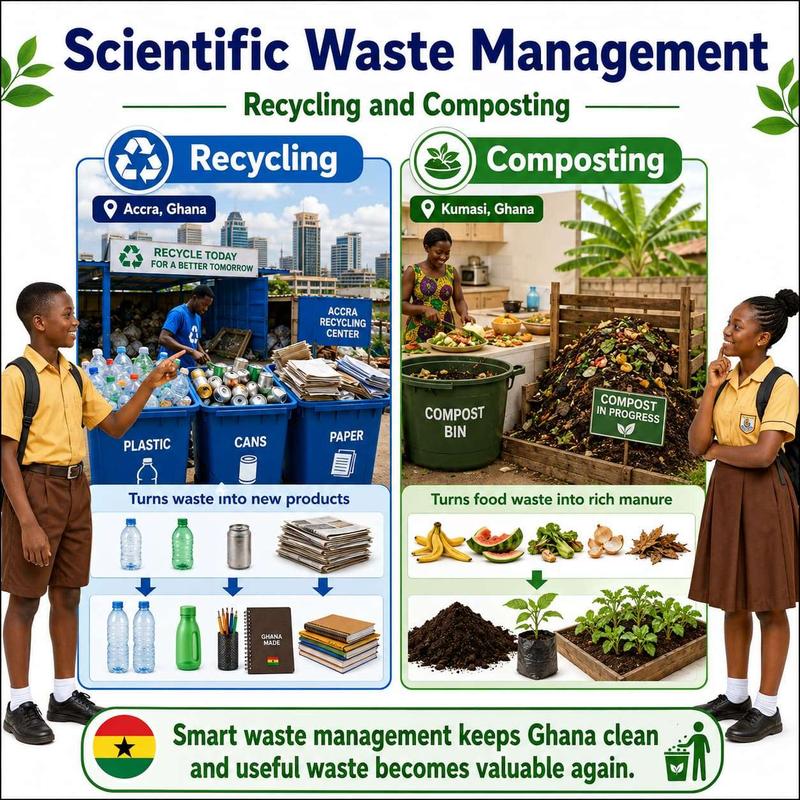 Scientific Waste Management
Recycling and Composting
Recycling
Accra, Ghana
RECYCLE TODAY
FOR A BETTER TOMORROW
ACCRA
RECYCLING
CENTER
PLASTIC
CANS
PAPER
Turns waste into new products
GHANA
MADE
Composting
Kumasi, Ghana
COMPOST
BIN
COMPOST
IN PROGRESS
Turns food waste into rich manure
Smart waste management keeps Ghana clean
and useful waste becomes valuable again.